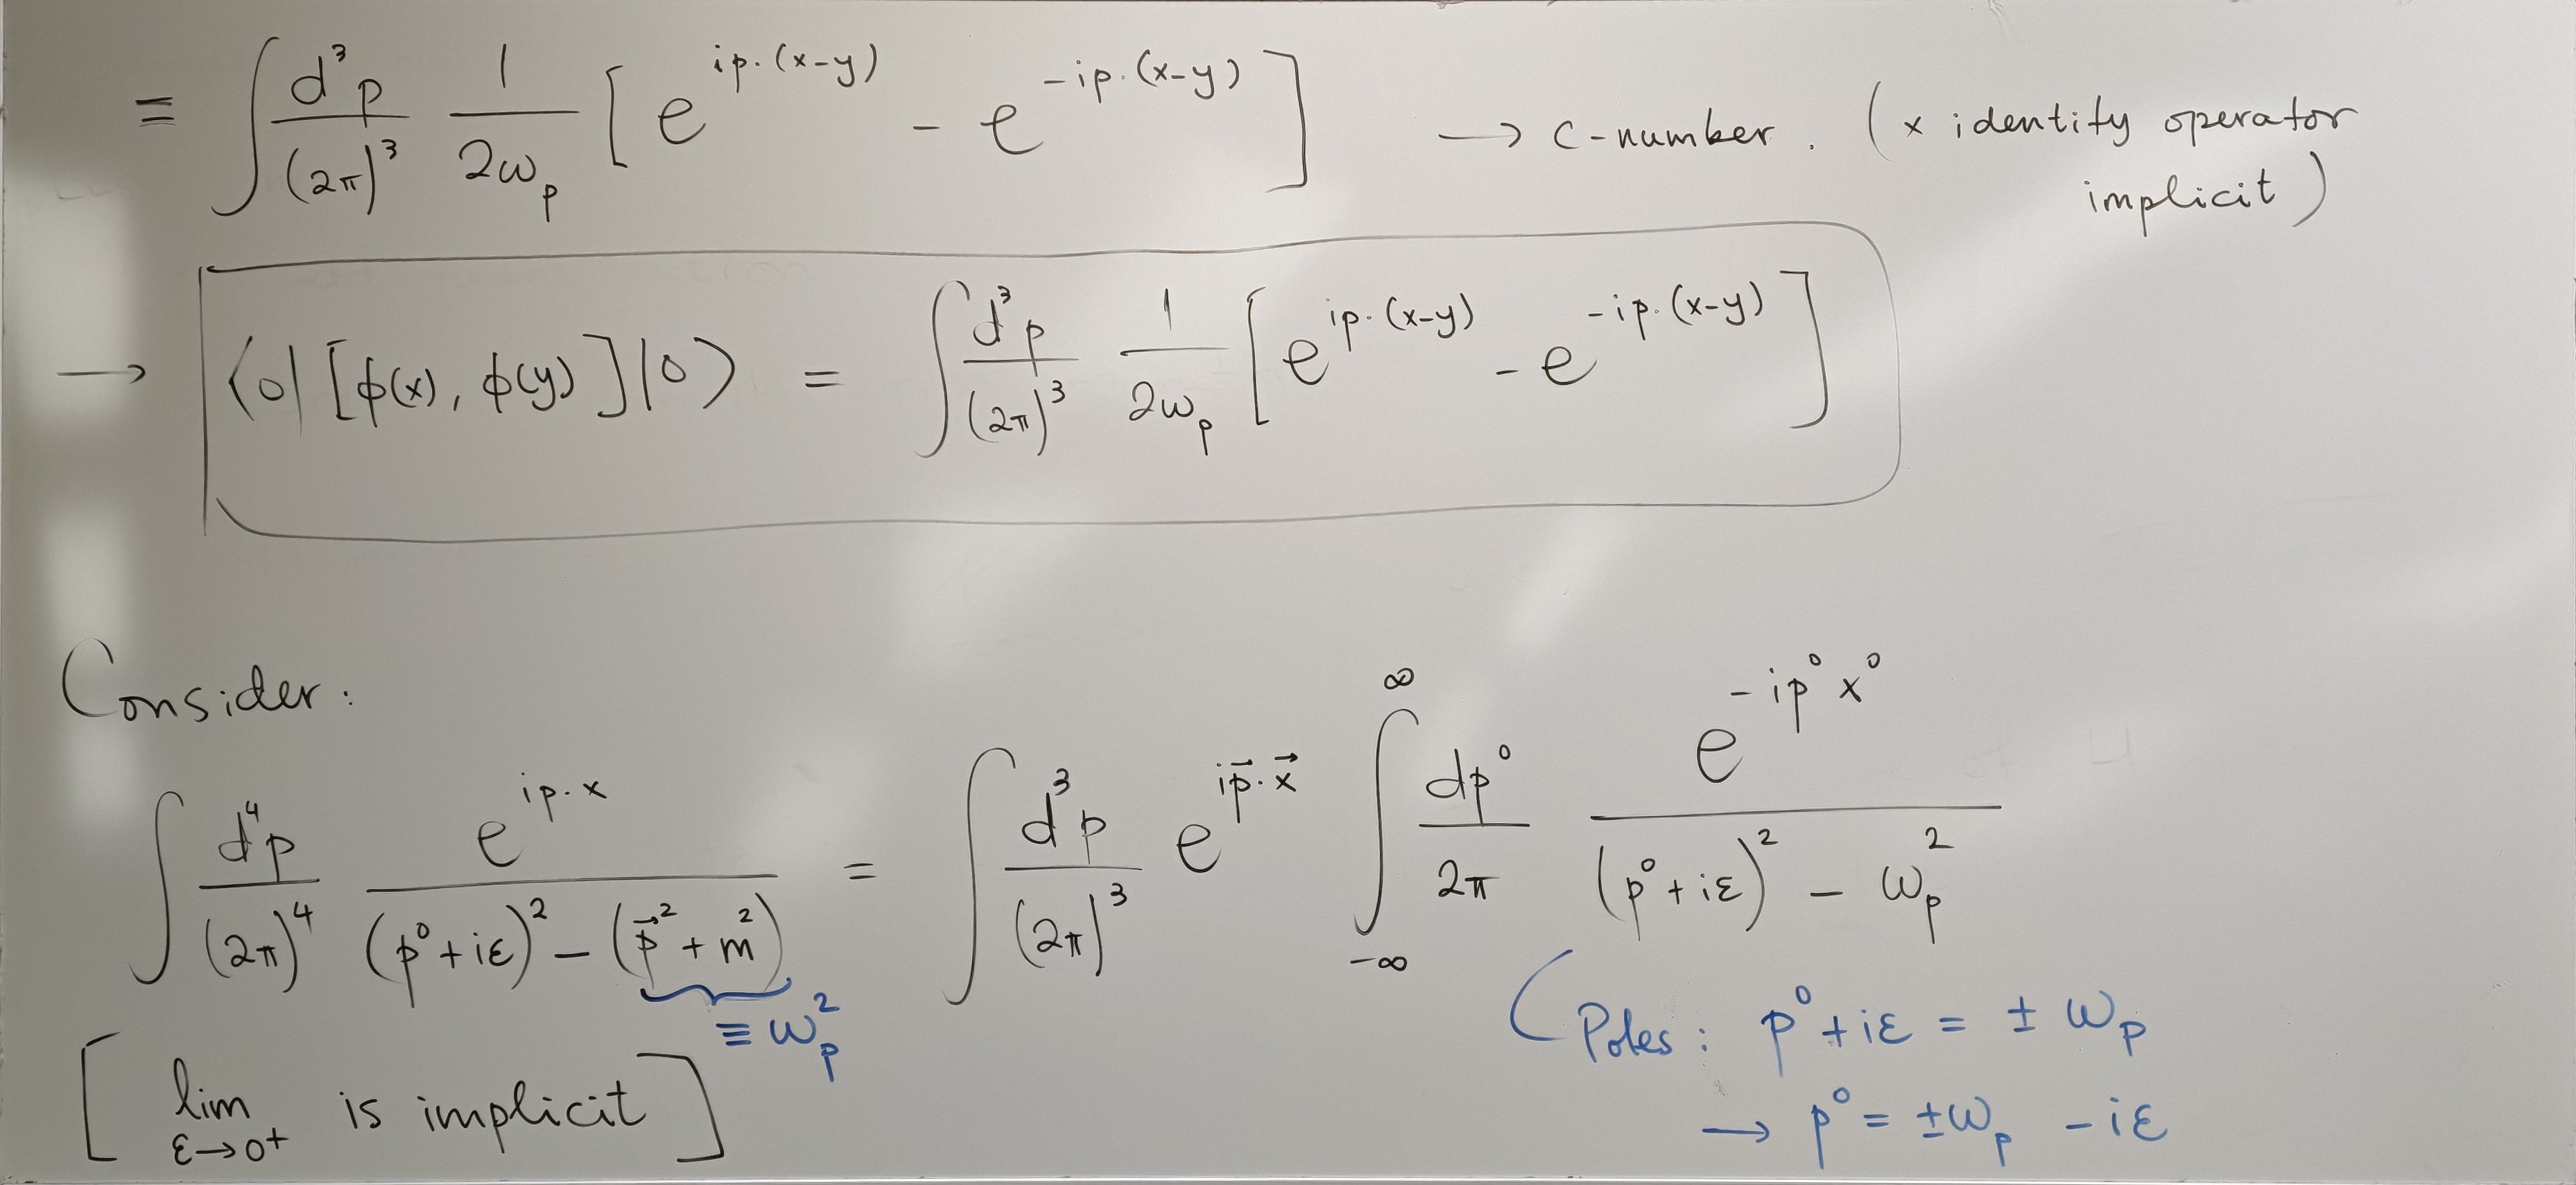 = ∫ d³p/(2π)³ 1/2ω_p [ e^{ip·(x-y)} - e^{-ip·(x-y)} ] → C-number. (× identity operator
implicit)
→ ⟨0| [ϕ(x), ϕ(y)] |0⟩ = ∫ d³p/(2π)³ 1/2ω_p [ e^{ip·(x-y)} - e^{-ip·(x-y)} ]
Consider:
∫ d⁴p/(2π)⁴ e^{ip·x}/((p⁰+iε)² - (p⃗²+m²)) = ∫ d³p/(2π)³ e^{ip⃗·x⃗} ∫_{-∞}^{∞} dp⁰/2π e^{-ip⁰x⁰}/((p⁰+iε)² - ω_p²)
≡ ω_p²
(Poles: p⁰+iε = ± ω_p
[ lim_{ε→0+} is implicit ]
→ p⁰ = ±ω_p - iε